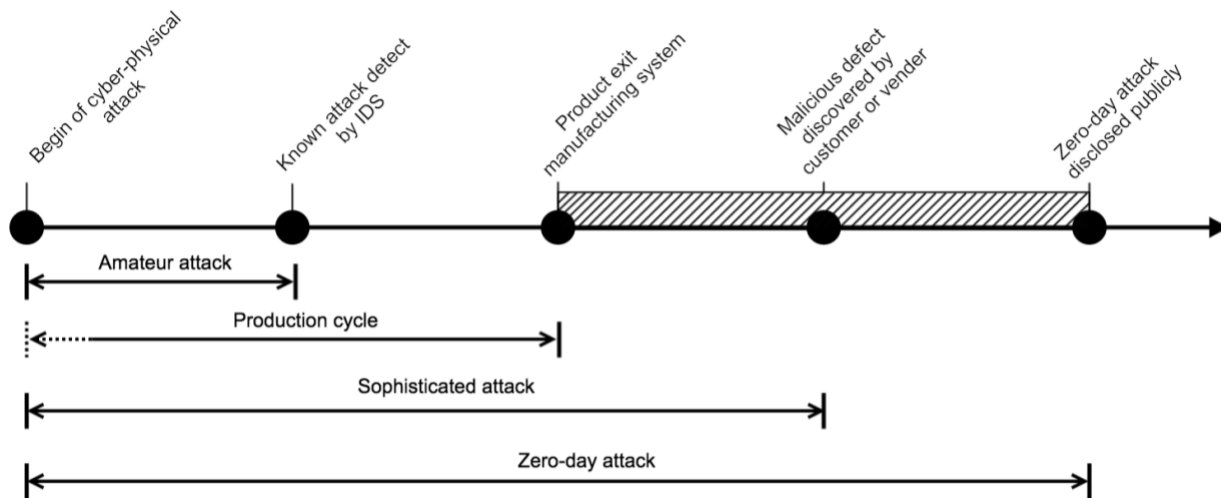 Begin of cyber-physical
attack
Known attack detect
by IDS
Product exit
manufacturing system
Malicious defect
discovered by
customer or vender
Zero-day attack
disclosed publicly
Amateur attack
Production cycle
Sophisticated attack
Zero-day attack